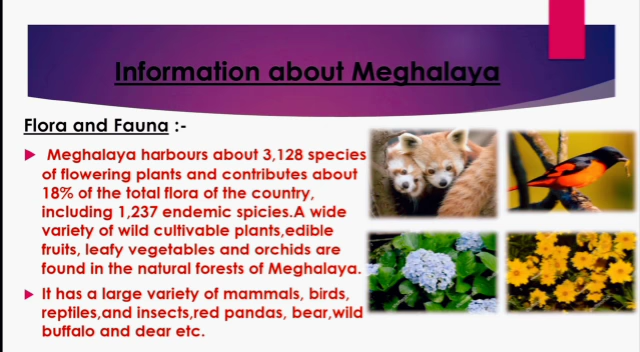 Information about Meghalaya
Flora and Fauna :-
Meghalaya harbours about 3,128 species
of flowering plants and contributes about
18% of the total flora of the country,
including 1,237 endemic spicies.A wide
variety of wild cultivable plants,edible
fruits, leafy vegetables and orchids are
found in the natural forests of Meghalaya.
It has a large variety of mammals, birds,
reptiles,and insects,red pandas, bear,wild
buffalo and dear etc.